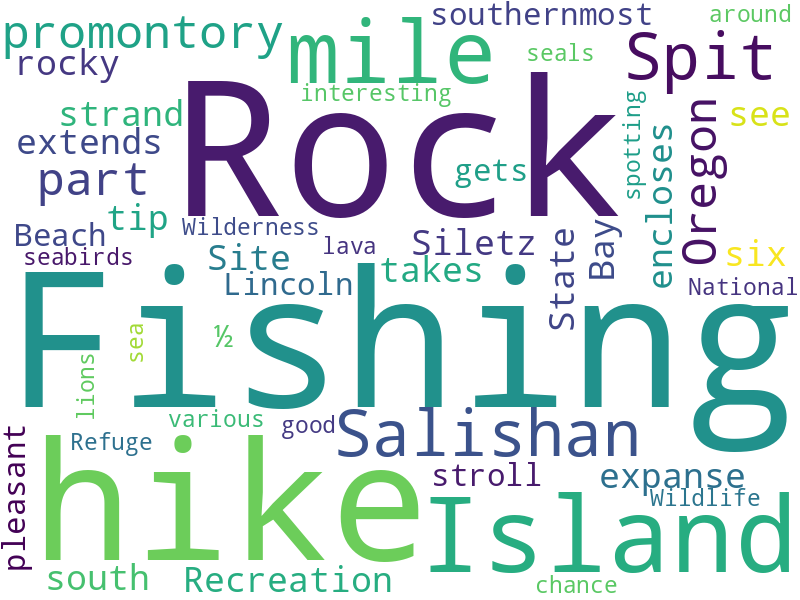 southernmost around
promontory mile Spit
rocky seals
interesting
strand Rock spotting Oregon see
extends encloses
part gets
tip Wilderness
Beach lava Siletz State Bay six
seabirds Site takes
Lincoln National
Fishing
sea
½
lions
various
Refuge good Salishan
pleasant hike stroll expanse
Wildlife
Island
south Recreation chance